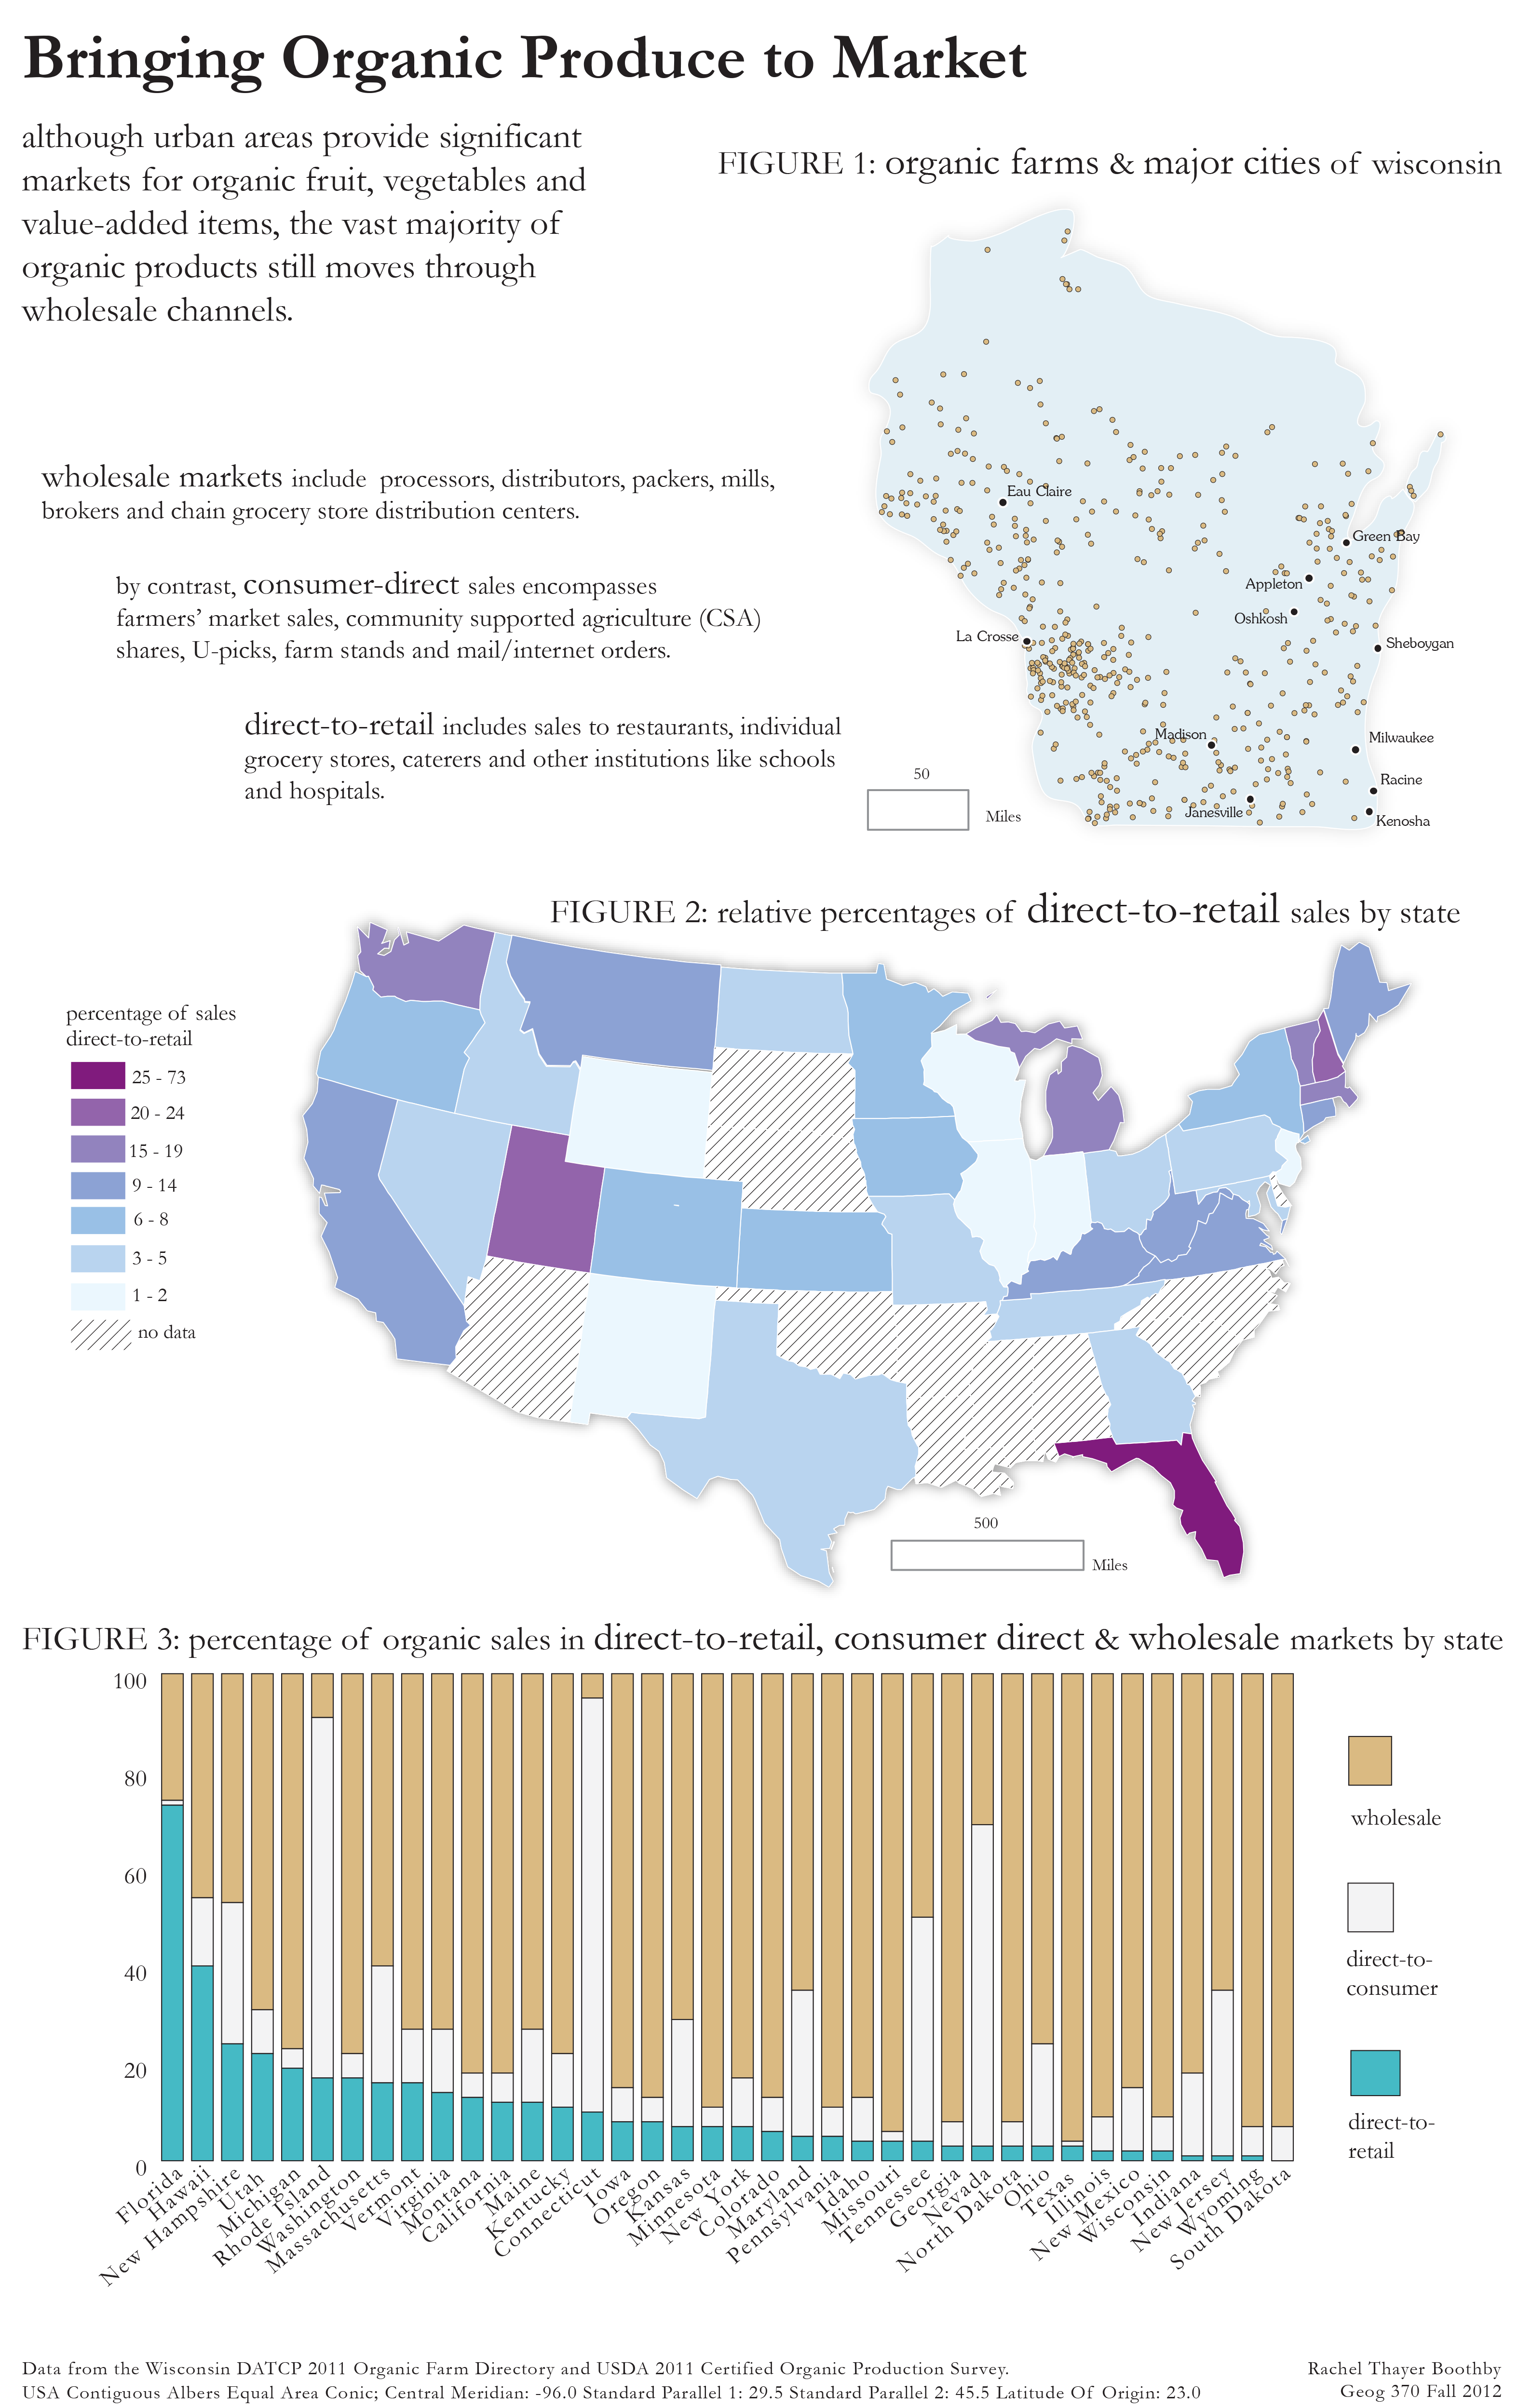 Bringing Organic Produce to Market
although urban areas provide significant
markets for organic fruit, vegetables and
value-added items, the vast majority of
organic products still moves through
wholesale channels.
FIGURE 1: organic farms & major cities of wisconsin
wholesale markets include processors, distributors, packers, mills,
brokers and chain grocery store distribution centers.
by contrast, consumer-direct sales encompasses
farmers' market sales, community supported agriculture (CSA)
shares, U-picks, farm stands and mail/internet orders.
direct-to-retail includes sales to restaurants, individual
grocery stores, caterers and other institutions like schools
and hospitals.
Eau Claire
Green Bay
Appleton
Oshkosh
La Crosse
Sheboygan
Madison
Milwaukee
Racine
Janesville
Kenosha
50
Miles
FIGURE 2: relative percentages of direct-to-retail sales by state
percentage of sales
direct-to-retail
25 - 73
20 - 24
15 - 19
9 - 14
6 - 8
3 - 5
1 - 2
no data
500
Miles
FIGURE 3: percentage of organic sales in direct-to-retail, consumer direct & wholesale markets by state
100
80
60
40
20
0
Florida
Hawaii
New Hampshire
Utah
Michigan
Rhode Island
Washington
Massachusetts
Vermont
Virginia
Montana
California
Maine
Kentucky
Connecticut
Iowa
Oregon
Kansas
Minnesota
New York
Colorado
Maryland
Pennsylvania
Idaho
Missouri
Tennessee
Georgia
Nevada
North Dakota
Ohio
Texas
Illinois
New Mexico
Wisconsin
Indiana
New Jersey
Wyoming
South Dakota
wholesale
direct-to-
consumer
direct-to-
retail
Data from the Wisconsin DATCP 2011 Organic Farm Directory and USDA 2011 Certified Organic Production Survey.
USA Contiguous Albers Equal Area Conic; Central Meridian: -96.0 Standard Parallel 1: 29.5 Standard Parallel 2: 45.5 Latitude Of Origin: 23.0
Rachel Thayer Boothby
Geog 370 Fall 2012